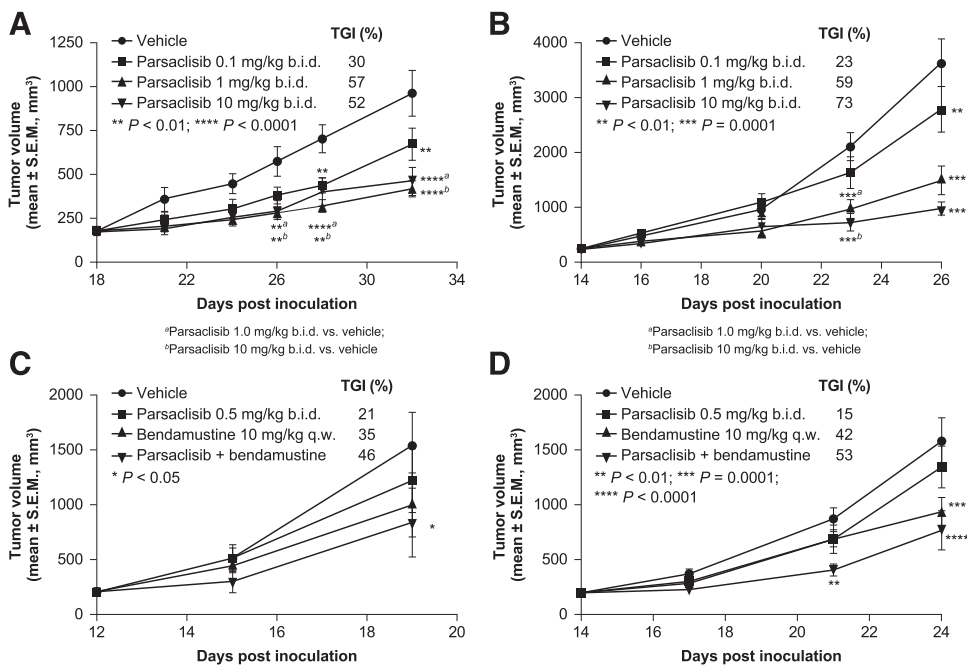 A
TGI (%)
Vehicle
Parsaclisib 0.1 mg/kg b.i.d. 30
Parsaclisib 1 mg/kg b.i.d. 57
Parsaclisib 10 mg/kg b.i.d. 52
** P < 0.01; **** P < 0.0001
Tumor volume
(mean ± S.E.M., mm³)
1250
1000
750
500
250
0
**
**
****ᵃ
****ᵇ
**ᵃ
**ᵇ
****ᵃ
**ᵇ
18 22 26 30 34
Days post inoculation
ᵃParsaclisib 1.0 mg/kg b.i.d. vs. vehicle;
ᵇParsaclisib 10 mg/kg b.i.d. vs. vehicle
B
TGI (%)
Vehicle
Parsaclisib 0.1 mg/kg b.i.d. 23
Parsaclisib 1 mg/kg b.i.d. 59
Parsaclisib 10 mg/kg b.i.d. 73
** P < 0.01; *** P = 0.0001
Tumor volume
(mean ± S.E.M., mm³)
4000
3000
2000
1000
0
**
***
***
***ᵃ
***ᵇ
14 16 18 20 22 24 26
Days post inoculation
ᵃParsaclisib 1.0 mg/kg b.i.d. vs. vehicle;
ᵇParsaclisib 10 mg/kg b.i.d. vs. vehicle
C
TGI (%)
Vehicle
Parsaclisib 0.5 mg/kg b.i.d. 21
Bendamustine 10 mg/kg q.w. 35
Parsaclisib + bendamustine 46
* P < 0.05
Tumor volume
(mean ± S.E.M., mm³)
2000
1500
1000
500
0
*
12 14 16 18 20
Days post inoculation
D
TGI (%)
Vehicle
Parsaclisib 0.5 mg/kg b.i.d. 15
Bendamustine 10 mg/kg q.w. 42
Parsaclisib + bendamustine 53
** P < 0.01; *** P = 0.0001;
**** P < 0.0001
Tumor volume
(mean ± S.E.M., mm³)
2000
1500
1000
500
0
***
****
**
14 16 18 20 22 24
Days post inoculation